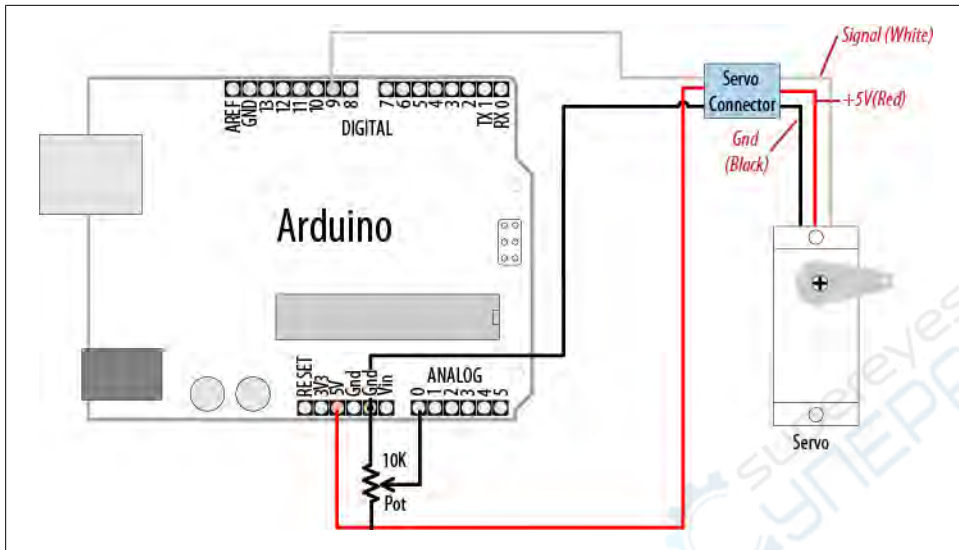 Signal (White)
Servo
Connector
+5V(Red)
Gnd
(Black)
AREF
GND
13
12
11
10
9
8
7
6
5
4
3
2
TX 1
RX 0
DIGITAL
Arduino
RESET
3V3
5V
Gnd
Gnd
Vin
ANALOG
0
1
2
3
4
5
10K
Pot
Servo
supereyes